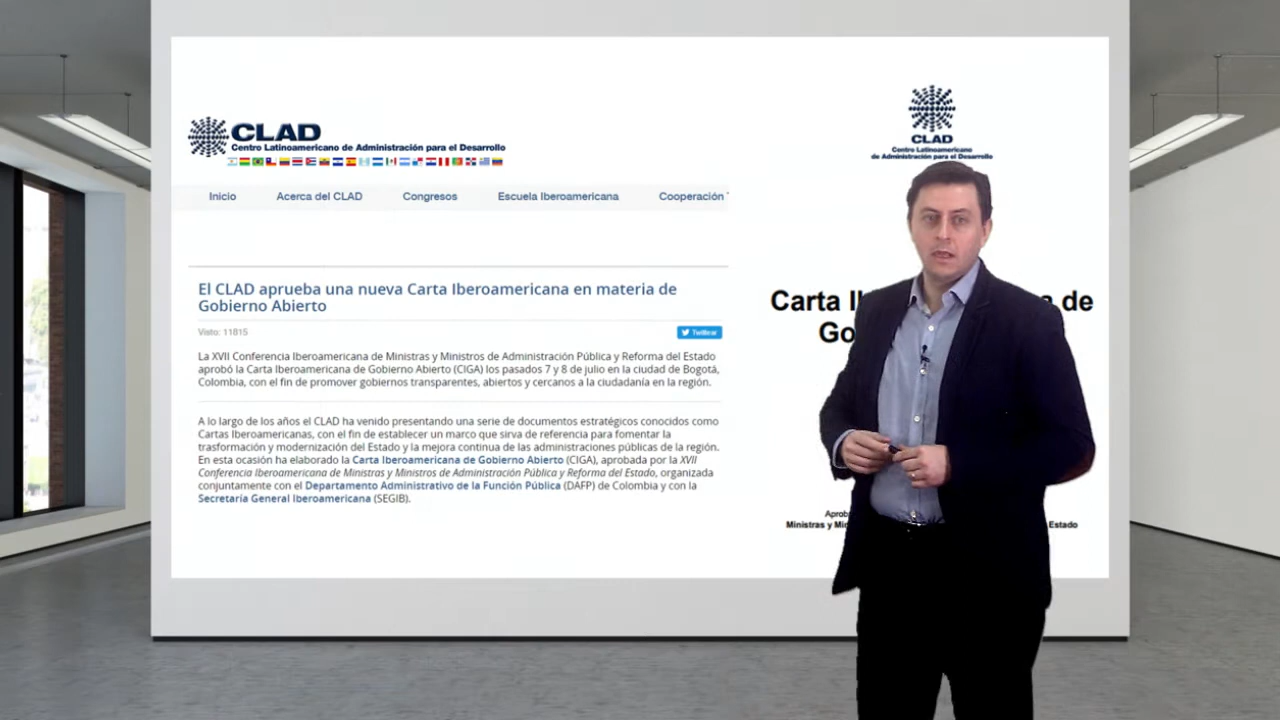 CLAD
Centro Latinoamericano de Administración para el Desarrollo
Inicio Acerca del CLAD Congresos Escuela Iberoamericana Cooperación
El CLAD aprueba una nueva Carta Iberoamericana en materia de
Gobierno Abierto
Visto: 11815
Twittear
La XVII Conferencia Iberoamericana de Ministras y Ministros de Administración Pública y Reforma del Estado
aprobó la Carta Iberoamericana de Gobierno Abierto (CIGA) los pasados 7 y 8 de julio en la ciudad de Bogotá,
Colombia, con el fin de promover gobiernos transparentes, abiertos y cercanos a la ciudadanía en la región.
A lo largo de los años el CLAD ha venido presentando una serie de documentos estratégicos conocidos como
Cartas Iberoamericanas, con el fin de establecer un marco que sirva de referencia para fomentar la
trasformación y modernización del Estado y la mejora continua de las administraciones públicas de la región.
En esta ocasión ha elaborado la Carta Iberoamericana de Gobierno Abierto (CIGA), aprobada por la XVII
Conferencia Iberoamericana de Ministras y Ministros de Administración Pública y Reforma del Estado, organizada
conjuntamente con el Departamento Administrativo de la Función Pública (DAFP) de Colombia y con la
Secretaría General Iberoamericana (SEGIB).
CLAD
Centro Latinoamericano
de Administración para el Desarrollo
Carta de
Ministras y Estado